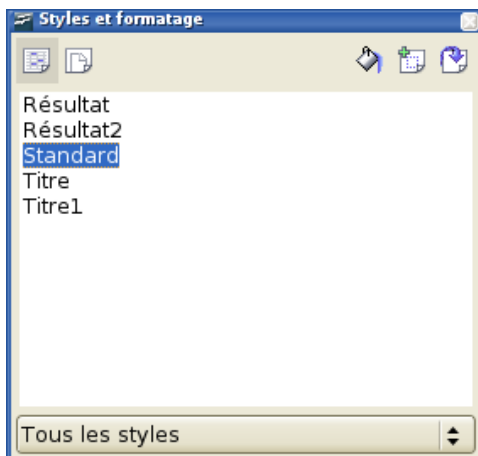 Styles et formatage
Résultat
Résultat2
Standard
Titre
Titre1
Tous les styles